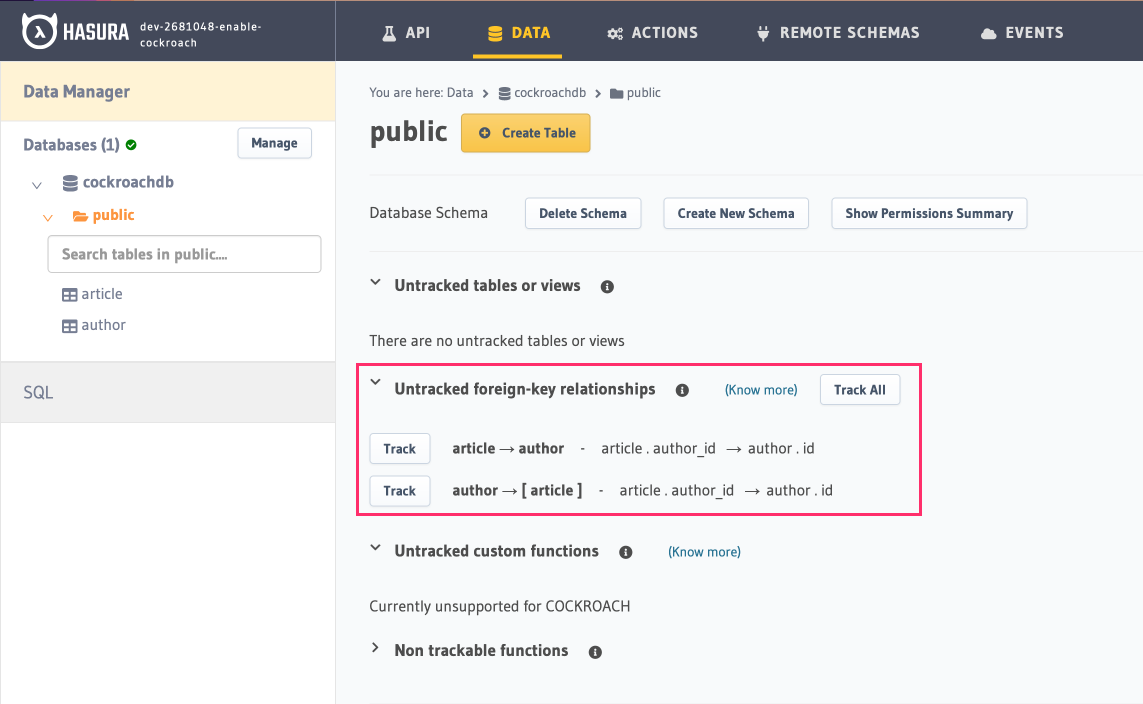 HASURA
dev-2681048-enable-
cockroach
API
DATA
ACTIONS
REMOTE SCHEMAS
EVENTS
Data Manager
Databases (1)
Manage
cockroachdb
public
Search tables in public....
article
author
SQL
You are here: Data > cockroachdb > public
public
Create Table
Database Schema
Delete Schema
Create New Schema
Show Permissions Summary
Untracked tables or views
There are no untracked tables or views
Untracked foreign-key relationships (Know more) Track All
Track article → author - article . author_id → author . id
Track author → [ article ] - article . author_id → author . id
Untracked custom functions (Know more)
Currently unsupported for COCKROACH
Non trackable functions